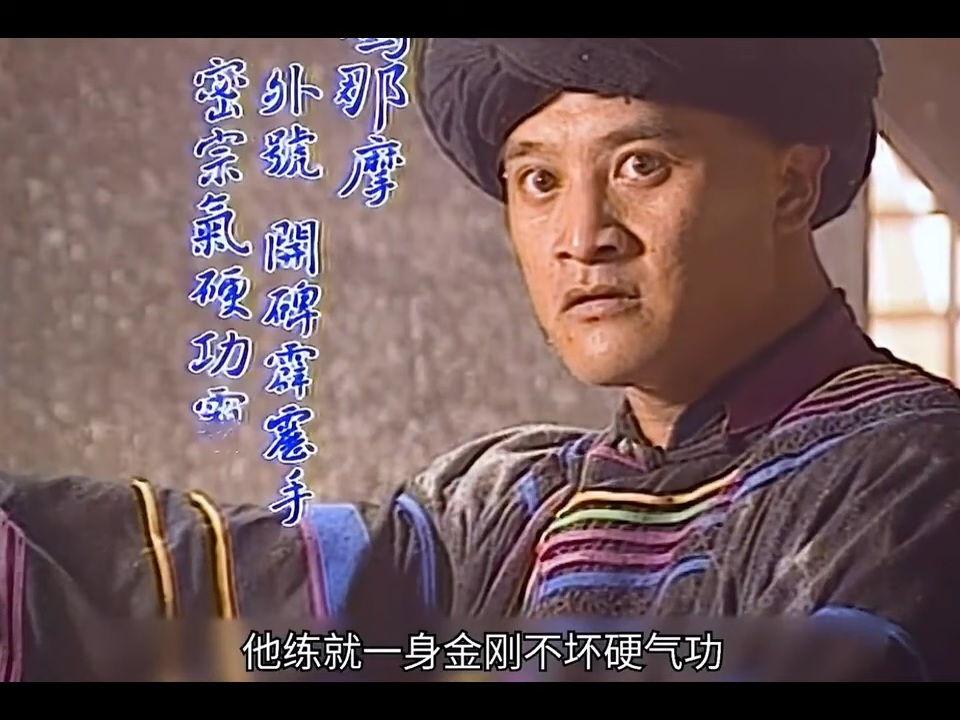 那摩
外號 開碑霹靂手
密宗氣硬功
他练就一身金刚不坏硬气功